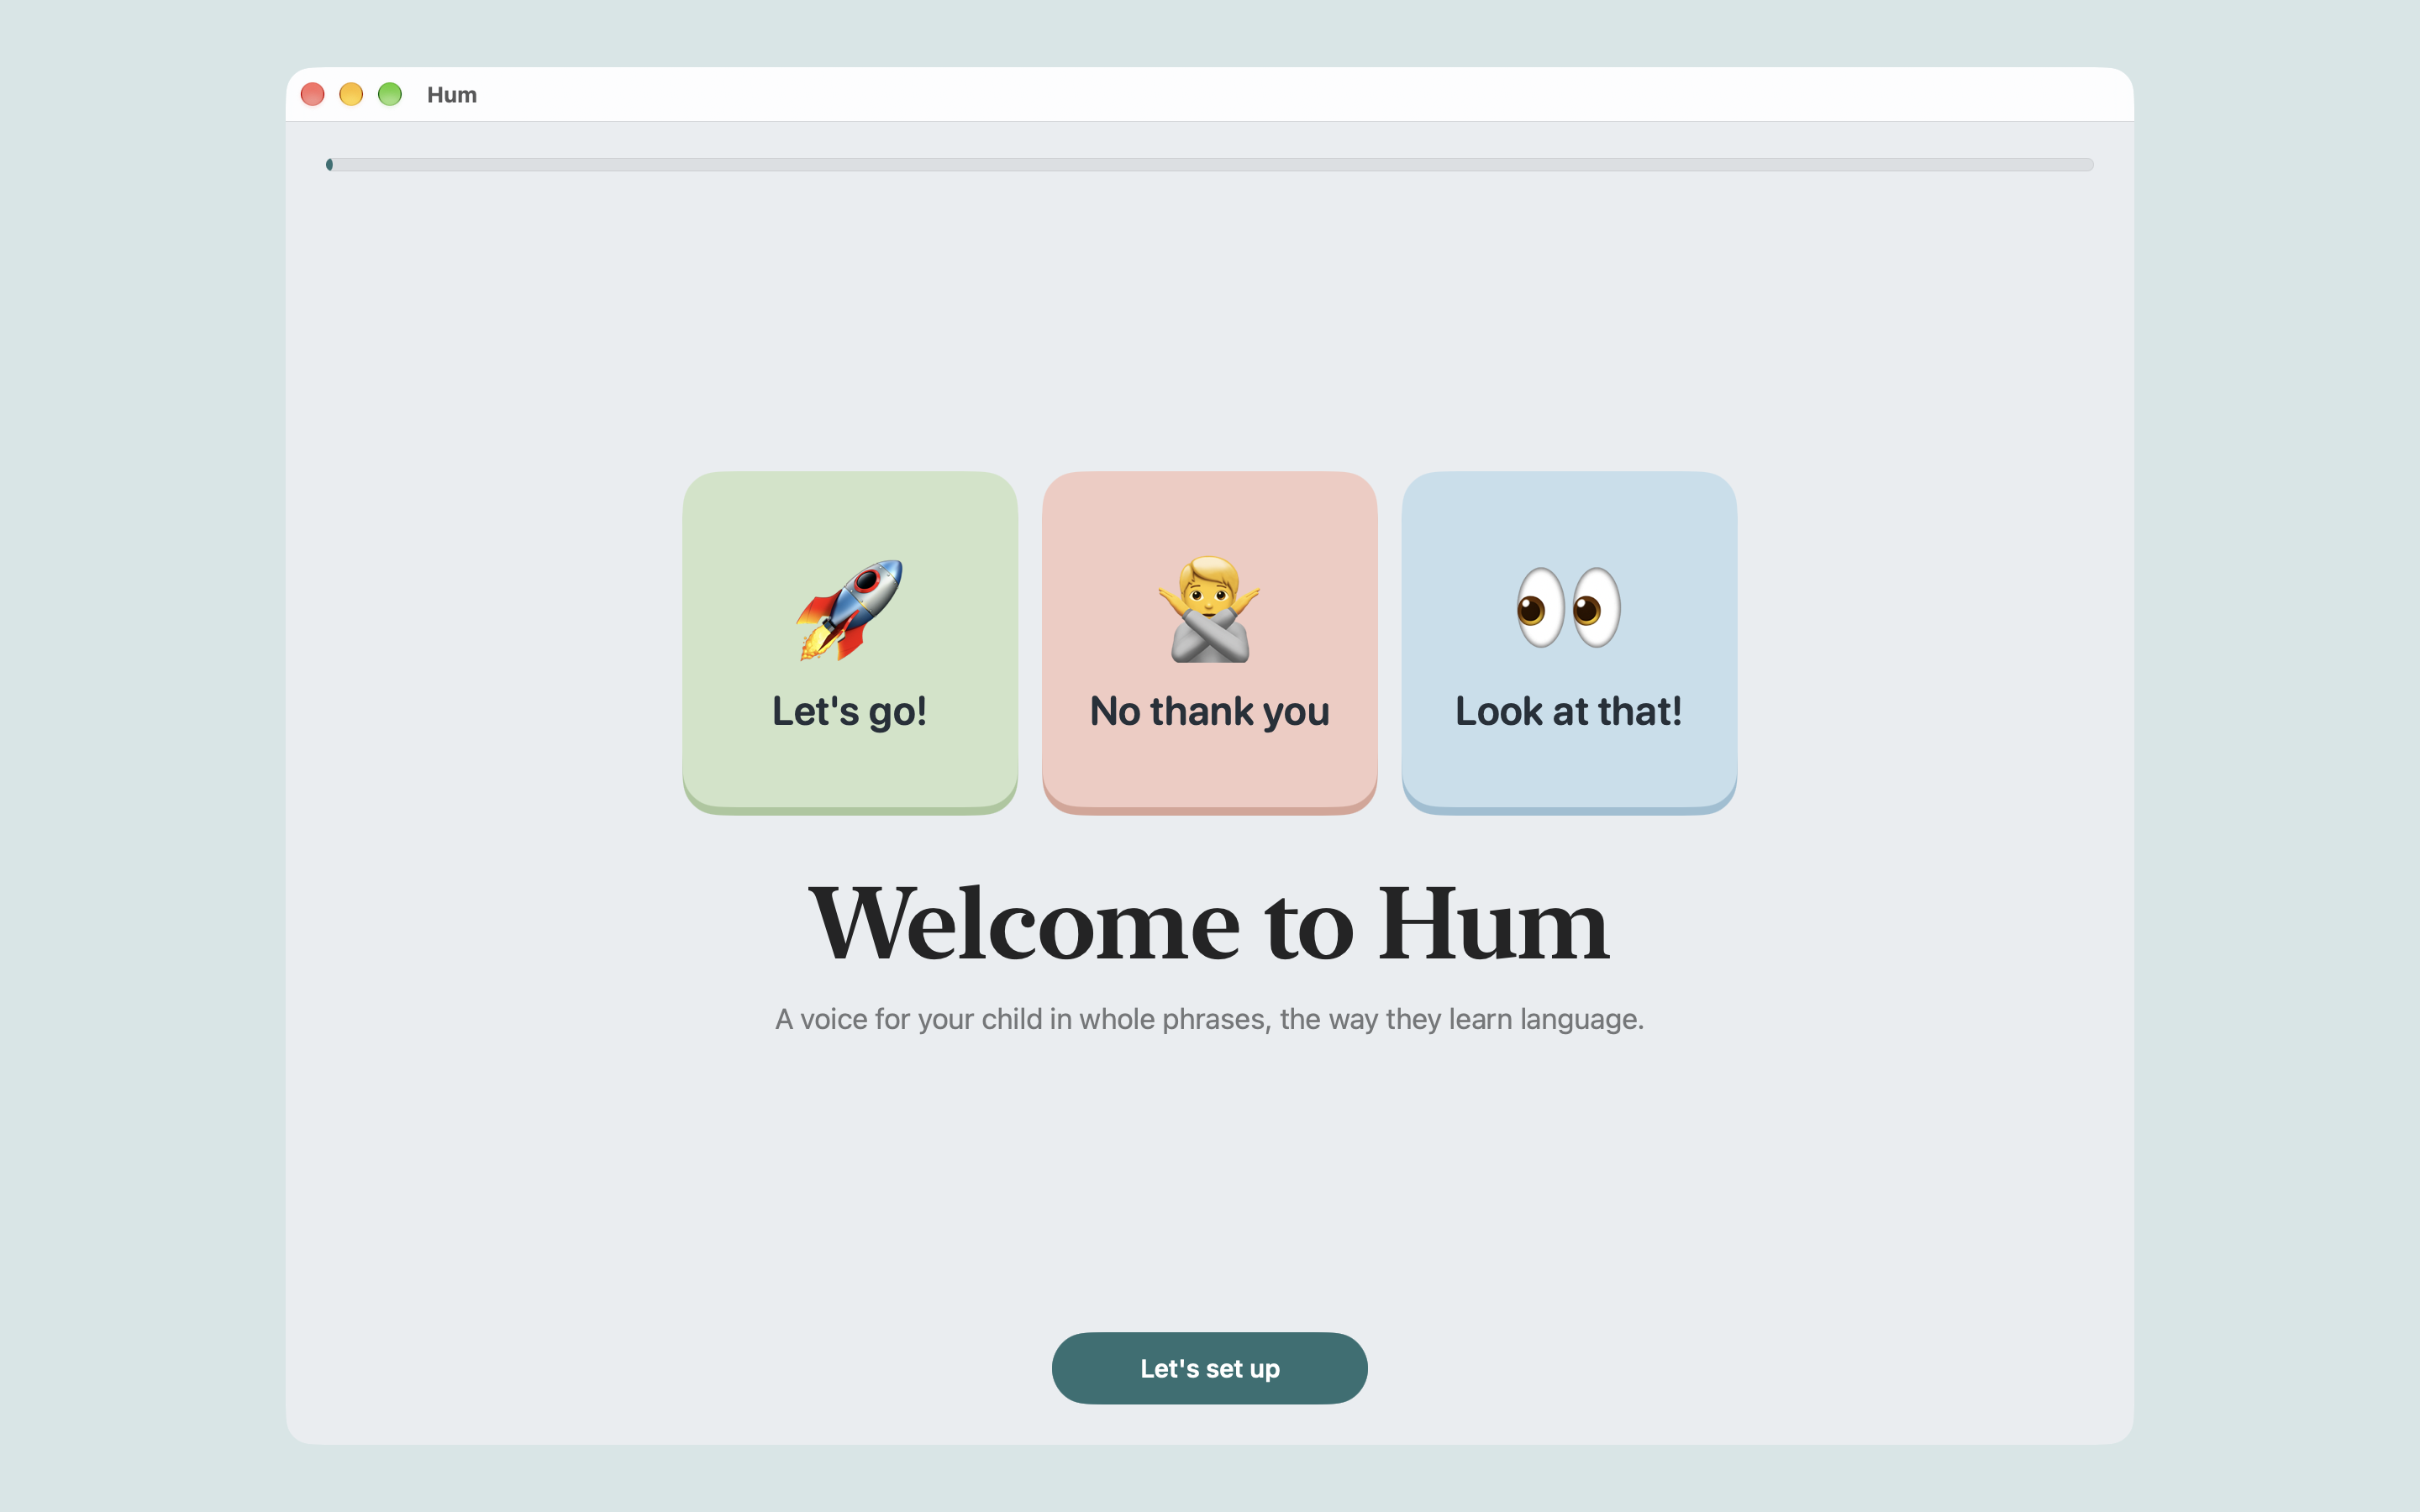 Hum
Let's go!
No thank you
Look at that!
Welcome to Hum
A voice for your child in whole phrases, the way they learn language.
Let's set up